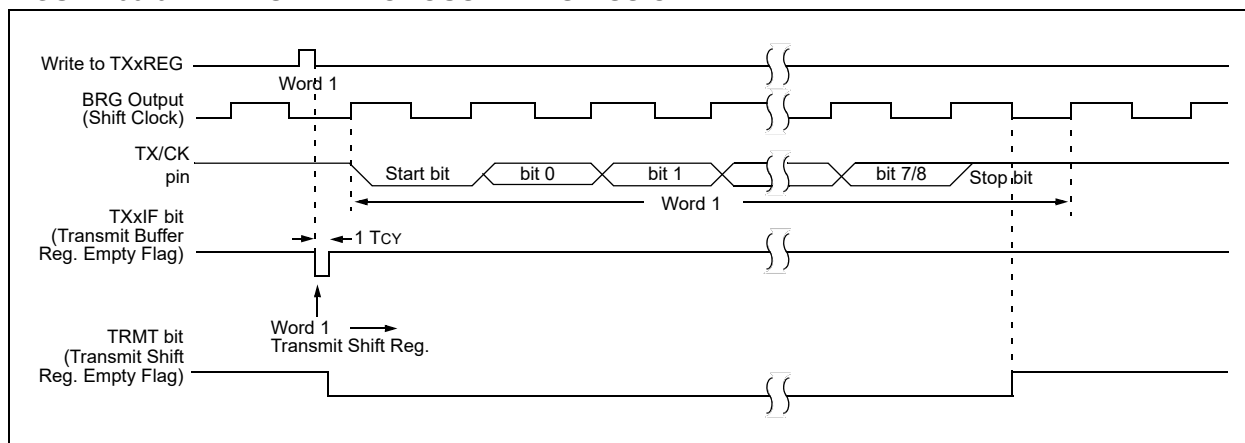 Write to TXxREG
Word 1
BRG Output
(Shift Clock)
TX/CK
pin
Start bit
bit 0
bit 1
bit 7/8
Stop bit
Word 1
TXxIF bit
(Transmit Buffer
Reg. Empty Flag)
1 TCY
Word 1
Transmit Shift Reg.
TRMT bit
(Transmit Shift
Reg. Empty Flag)